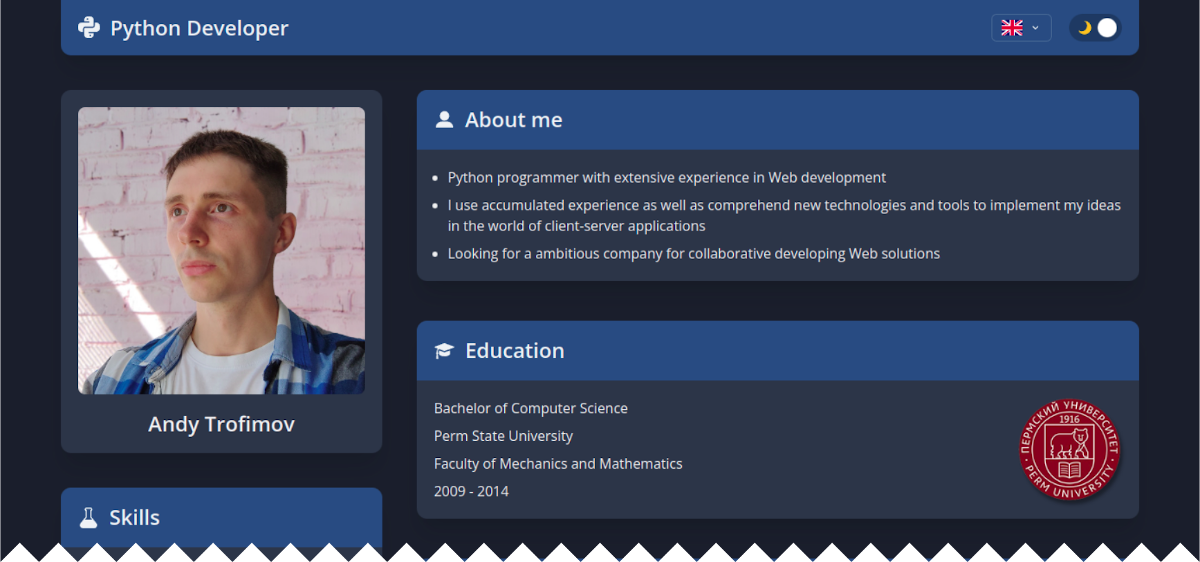 Python Developer
Andy Trofimov
Skills
About me
Python programmer with extensive experience in Web development
I use accumulated experience as well as comprehend new technologies and tools to implement my ideas
in the world of client-server applications
Looking for a ambitious company for collaborative developing Web solutions
Education
Bachelor of Computer Science
Perm State University
Faculty of Mechanics and Mathematics
2009 - 2014
ПЕРМСКИЙ УНИВЕРСИТЕТ
1916
PERM UNIVERSITY